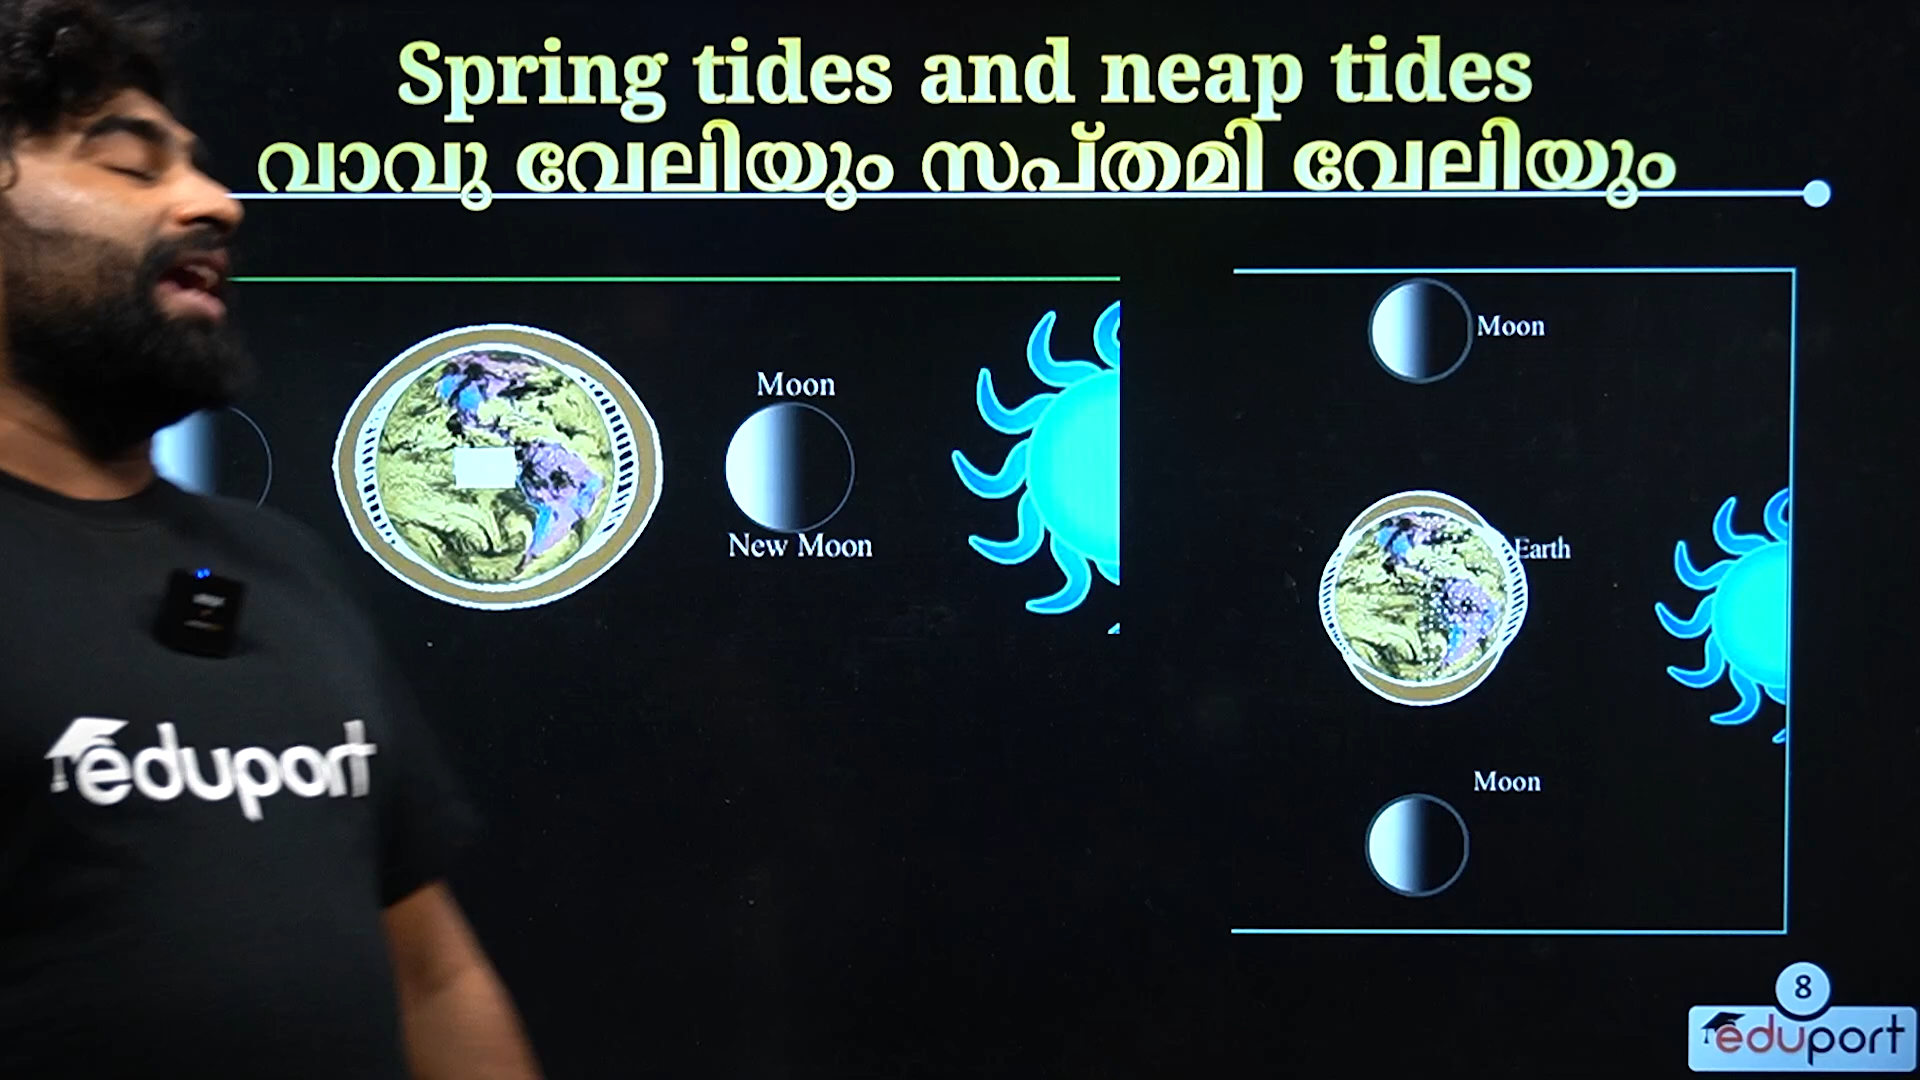 Spring tides and neap tides
വാവു വേലിയും സപ്തമി വേലിയും
Moon
New Moon
Moon
Earth
Moon
eduport
8
eduport